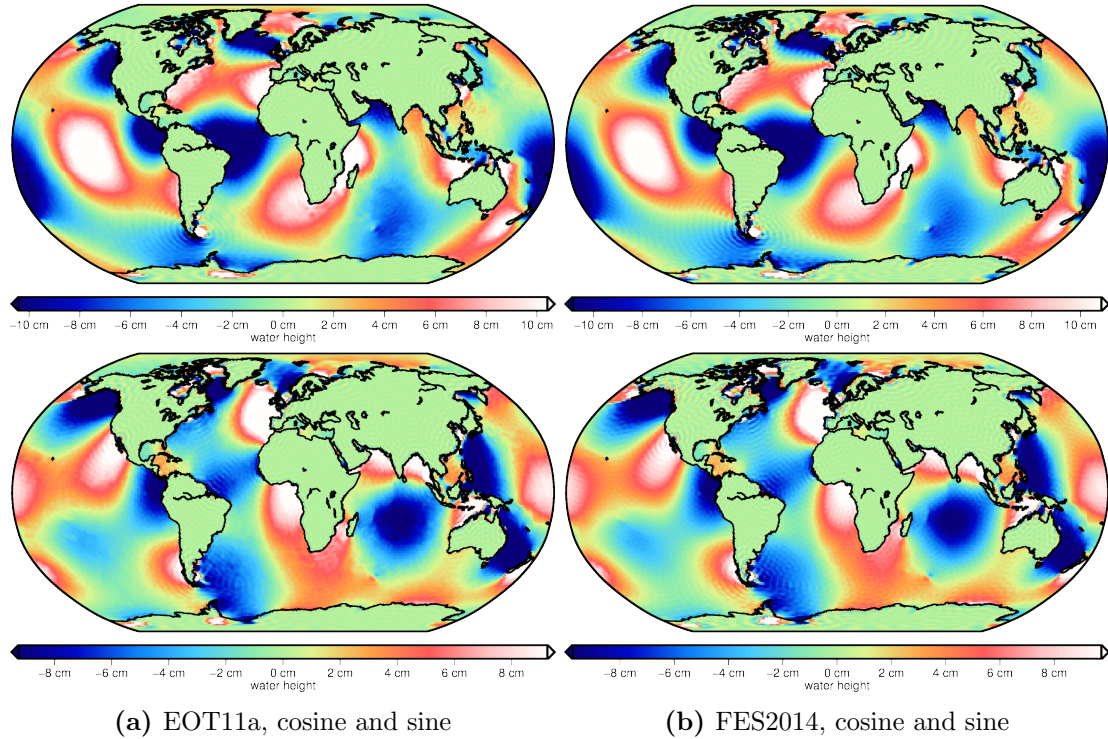 −10 cm −8 cm −6 cm −4 cm −2 cm 0 cm 2 cm 4 cm 6 cm 8 cm 10 cm
water height
−10 cm −8 cm −6 cm −4 cm −2 cm 0 cm 2 cm 4 cm 6 cm 8 cm 10 cm
water height
−8 cm −6 cm −4 cm −2 cm 0 cm 2 cm 4 cm 6 cm 8 cm
water height
−8 cm −6 cm −4 cm −2 cm 0 cm 2 cm 4 cm 6 cm 8 cm
water height
(a) EOT11a, cosine and sine
(b) FES2014, cosine and sine